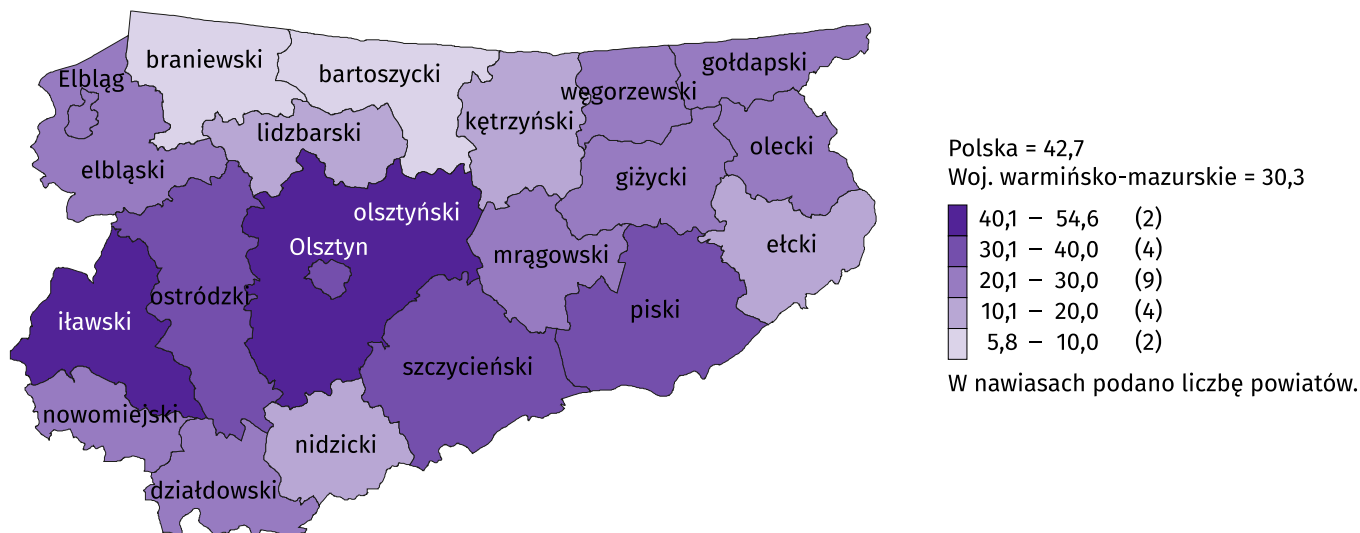 braniewski
bartoszycki
gołdapski
Elbląg
węgorzewski
kętrzyński
lidzbarski
olecki
elbląski
giżycki
olsztyński
Olsztyn
mrągowski
ełcki
ostródzki
iławski
piski
szczycieński
nowomiejski
nidzicki
działdowski
Polska = 42,7
Woj. warmińsko-mazurskie = 30,3
40,1 – 54,6 (2)
30,1 – 40,0 (4)
20,1 – 30,0 (9)
10,1 – 20,0 (4)
5,8 – 10,0 (2)
W nawiasach podano liczbę powiatów.